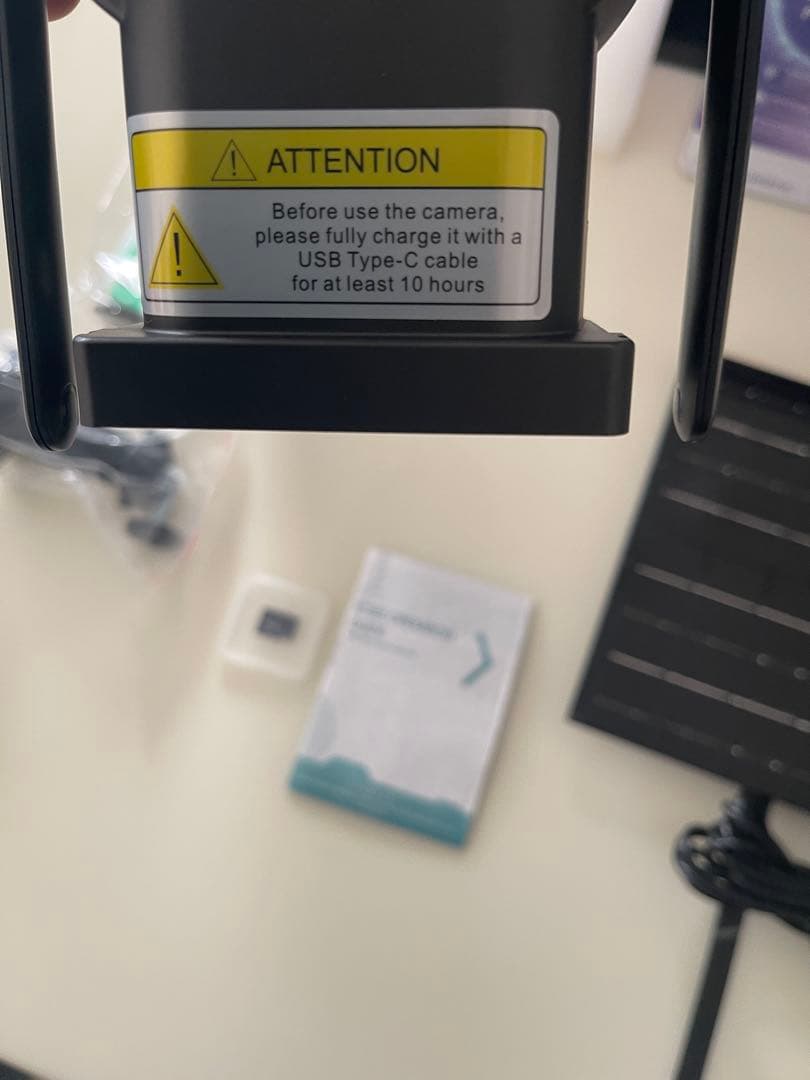 ATTENTION
Before use the camera,
please fully charge it with a
USB Type-C cable
for at least 10 hours